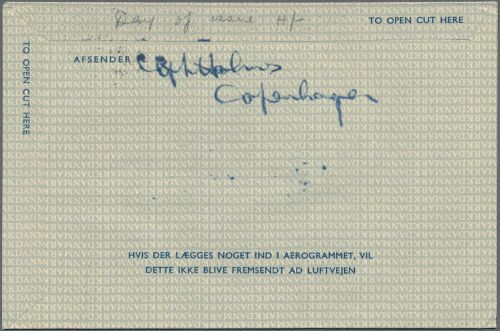 Day of issue
TO OPEN CUT HERE
TO OPEN CUT HERE
AFSENDER
Copenhagen
HVIS DER LÆGGES NOGET IND I AEROGRAMMET, VIL
DETTE IKKE BLIVE FREMSENDT AD LUFTVEJEN